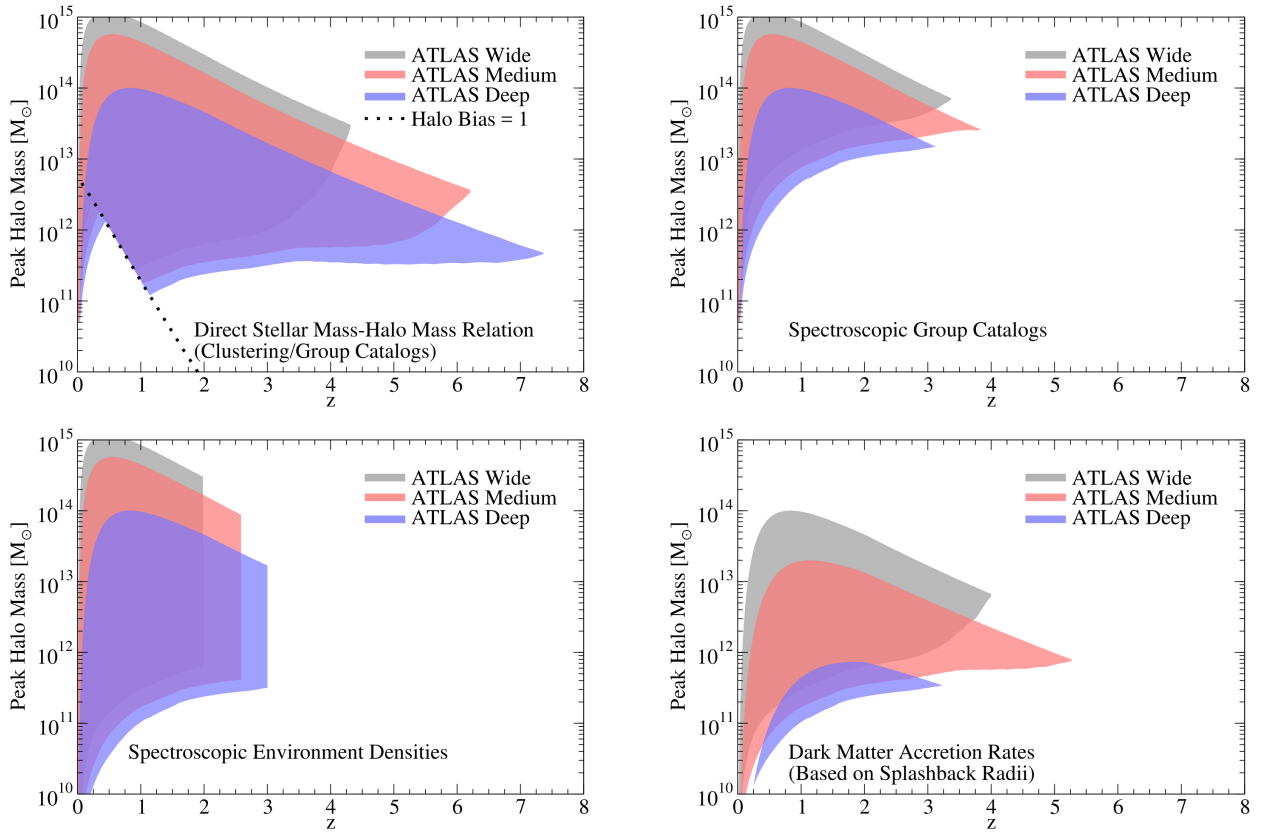 10^15
10^14
10^13
10^12
10^11
10^10
Peak Halo Mass [M⊙]
ATLAS Wide
ATLAS Medium
ATLAS Deep
Halo Bias = 1
Direct Stellar Mass-Halo Mass Relation
(Clustering/Group Catalogs)
0 1 2 3 4 5 6 7 8
z
10^15
10^14
10^13
10^12
10^11
10^10
Peak Halo Mass [M⊙]
ATLAS Wide
ATLAS Medium
ATLAS Deep
Spectroscopic Group Catalogs
0 1 2 3 4 5 6 7 8
z
10^15
10^14
10^13
10^12
10^11
10^10
Peak Halo Mass [M⊙]
ATLAS Wide
ATLAS Medium
ATLAS Deep
Spectroscopic Environment Densities
0 1 2 3 4 5 6 7 8
z
10^15
10^14
10^13
10^12
10^11
10^10
Peak Halo Mass [M⊙]
ATLAS Wide
ATLAS Medium
ATLAS Deep
Dark Matter Accretion Rates
(Based on Splashback Radii)
0 1 2 3 4 5 6 7 8
z